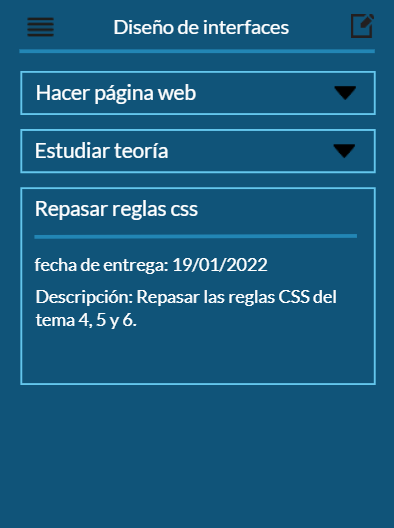 Diseño de interfaces
Hacer página web
Estudiar teoría
Repasar reglas css
fecha de entrega: 19/01/2022
Descripción: Repasar las reglas CSS del
tema 4, 5 y 6.